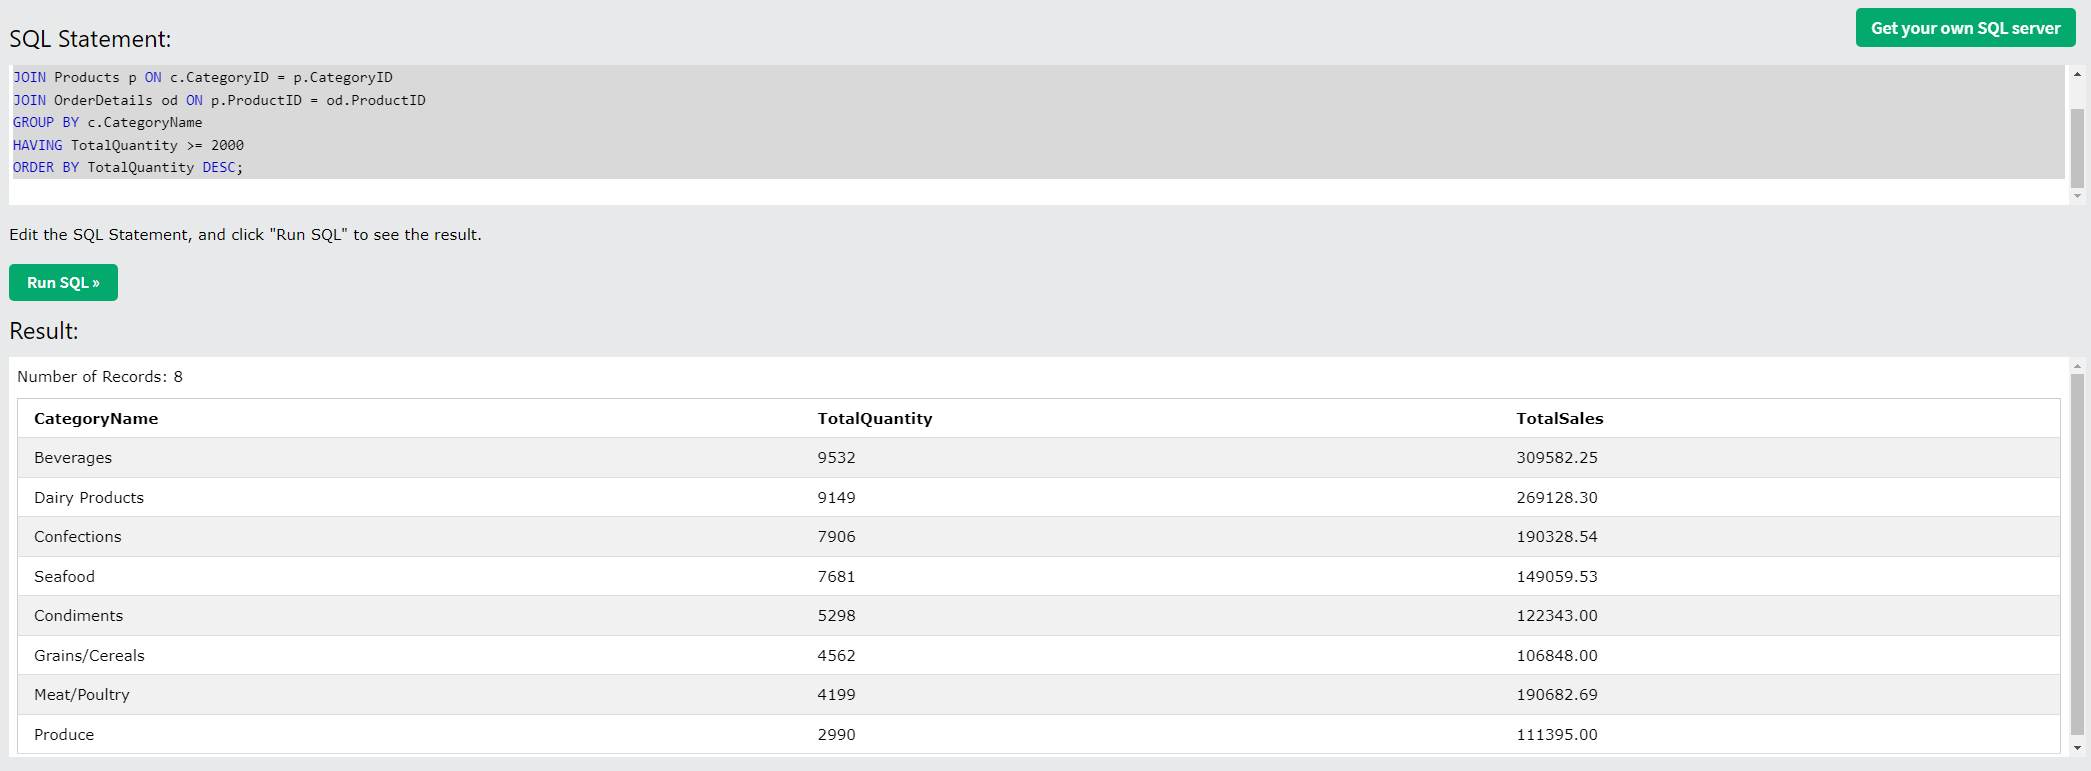 Get your own SQL server
SQL Statement:
JOIN Products p ON c.CategoryID = p.CategoryID
JOIN OrderDetails od ON p.ProductID = od.ProductID
GROUP BY c.CategoryName
HAVING TotalQuantity >= 2000
ORDER BY TotalQuantity DESC;
Edit the SQL Statement, and click "Run SQL" to see the result.
Run SQL »
Result:
Number of Records: 8
CategoryName TotalQuantity TotalSales
Beverages 9532 309582.25
Dairy Products 9149 269128.30
Confections 7906 190328.54
Seafood 7681 149059.53
Condiments 5298 122343.00
Grains/Cereals 4562 106848.00
Meat/Poultry 4199 190682.69
Produce 2990 111395.00